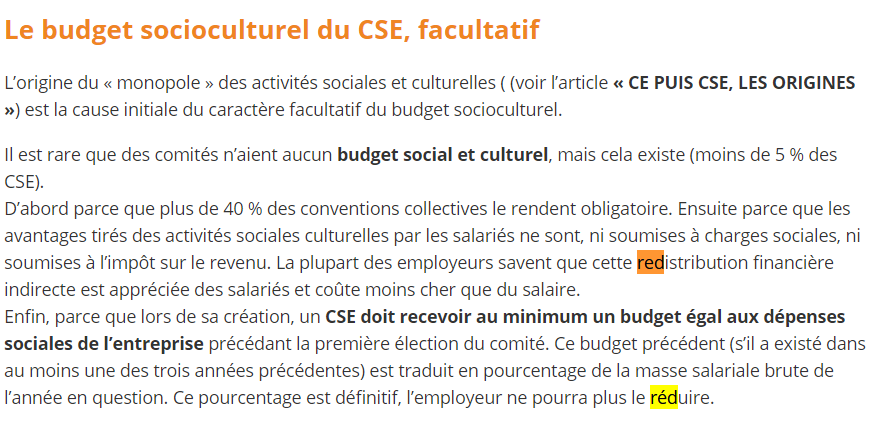 Le budget socioculturel du CSE, facultatif
L’origine du « monopole » des activités sociales et culturelles ( (voir l’article « CE PUIS CSE, LES ORIGINES
») est la cause initiale du caractère facultatif du budget socioculturel.
Il est rare que des comités n’aient aucun budget social et culturel, mais cela existe (moins de 5 % des
CSE).
D’abord parce que plus de 40 % des conventions collectives le rendent obligatoire. Ensuite parce que les
avantages tirés des activités sociales culturelles par les salariés ne sont, ni soumises à charges sociales, ni
soumises à l’impôt sur le revenu. La plupart des employeurs savent que cette redistribution financière
indirecte est appréciée des salariés et coûte moins cher que du salaire.
Enfin, parce que lors de sa création, un CSE doit recevoir au minimum un budget égal aux dépenses
sociales de l’entreprise précédant la première élection du comité. Ce budget précédent (s’il a existé dans
au moins une des trois années précédentes) est traduit en pourcentage de la masse salariale brute de
l’année en question. Ce pourcentage est définitif, l’employeur ne pourra plus le réduire.